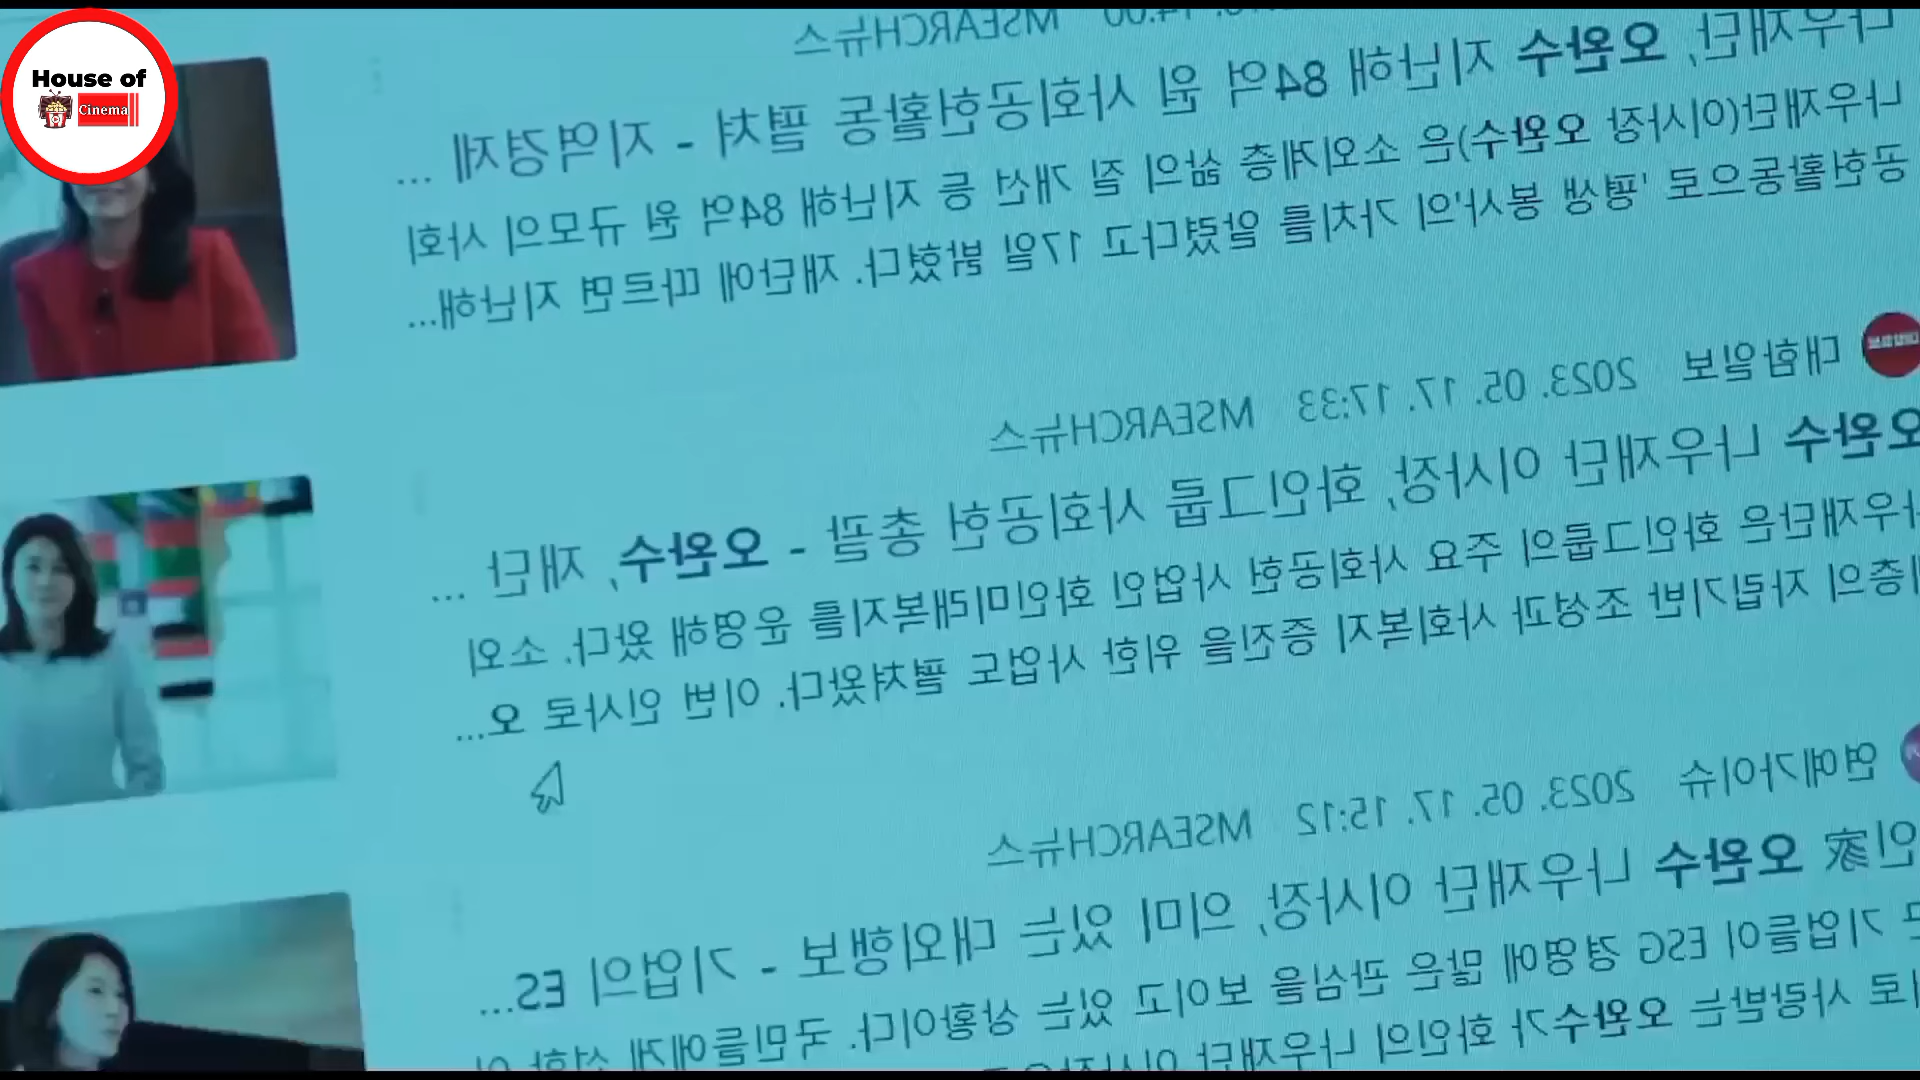 House of
Cinema
14:00 MSEARCH뉴스
나우재단, 오완수 지난해 84억 원 사회공헌활동 펼쳐 - 지역경제 ...
나우재단(이사장 오완수)은 소외계층 삶의 질 개선 등 지난해 84억 원 규모의 사회
공헌활동으로 '평생 봉사'의 가치를 알렸다고 17일 밝혔다. 재단에 따르면 지난해...
대한일보 2023. 05. 17. 17:33 MSEARCH뉴스
오완수 나우재단 이사장, 화인그룹 사회공헌 총괄 - 오완수, 재단 ...
나우재단은 화인그룹의 주요 사회공헌 사업인 화인미래복지를 운영해 왔다. 소외
계층의 자립기반 조성과 사회복지 증진을 위한 사업도 펼쳐왔다. 이번 인사로 오...
연예가이슈 2023. 05. 17. 15:12 MSEARCH뉴스
화인家 오완수 나우재단 이사장, 의미 있는 대외행보 - 기업의 ES...
기업들이 ESG 경영에 많은 관심을 보이고 있는 상황이다. 국민들에게 선한
로 사랑받는 오완수가 화인의 나우재단 이사장으로